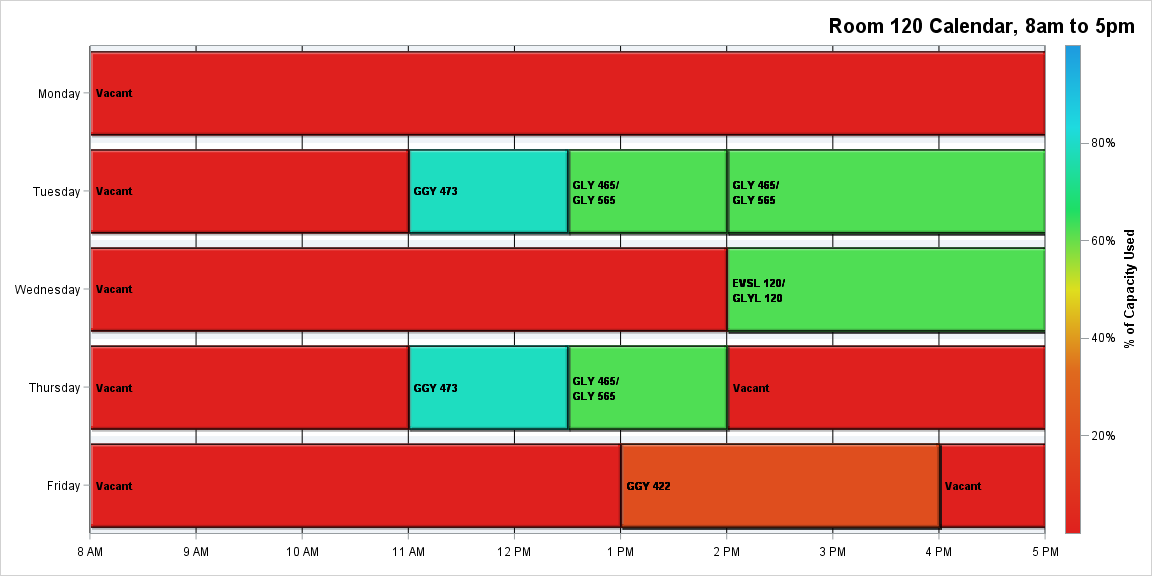 Room 120 Calendar, 8am to 5pm
Monday
Vacant
Tuesday
Vacant
GGY 473
GLY 465/
GLY 565
GLY 465/
GLY 565
Wednesday
Vacant
EVSL 120/
GLYL 120
Thursday
Vacant
GGY 473
GLY 465/
GLY 565
Vacant
Friday
Vacant
GGY 422
Vacant
8 AM
9 AM
10 AM
11 AM
12 PM
1 PM
2 PM
3 PM
4 PM
5 PM
80%
60%
40%
20%
% of Capacity Used